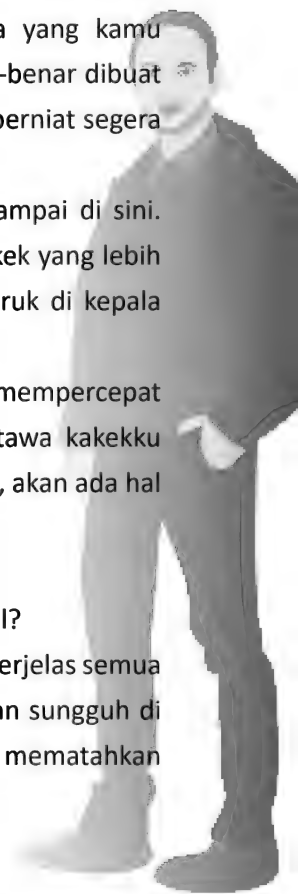 a yang kamu
-benar dibuat
berniat segera
ampai di sini.
kek yang lebih
ruk di kepala
mempercepat
tawa kakekku
, akan ada hal
l?
erjelas semua
an sungguh di
mematahkan